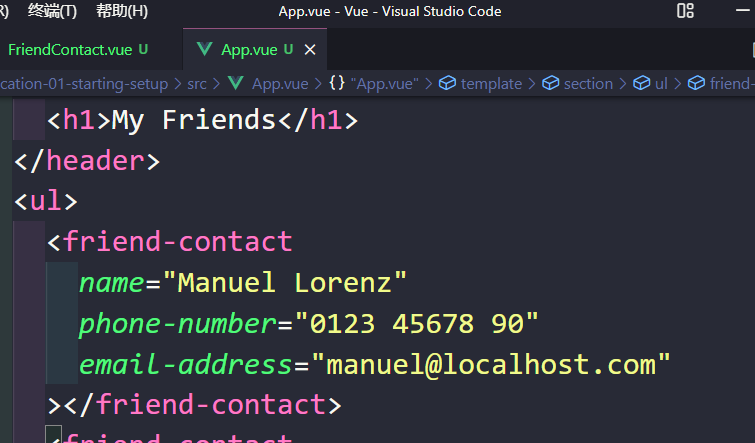 R) 终端(T) 帮助(H) App.vue - Vue - Visual Studio Code
FriendContact.vue U App.vue U ×
cation-01-starting-setup > src > App.vue > {} "App.vue" > template > section > ul > friend-
<h1>My Friends</h1>
</header>
<ul>
<friend-contact
name="Manuel Lorenz"
phone-number="0123 45678 90"
email-address="manuel@localhost.com"
></friend-contact>
<friend-contact